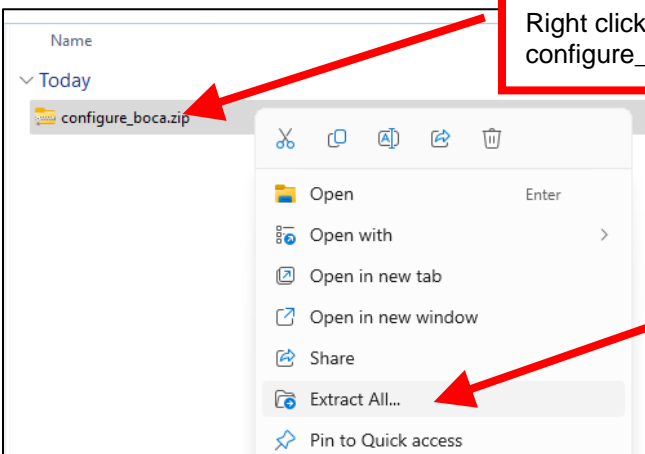 Right click
configure_
Name
Today
configure_boca.zip
Open Enter
Open with
Open in new tab
Open in new window
Share
Extract All...
Pin to Quick access